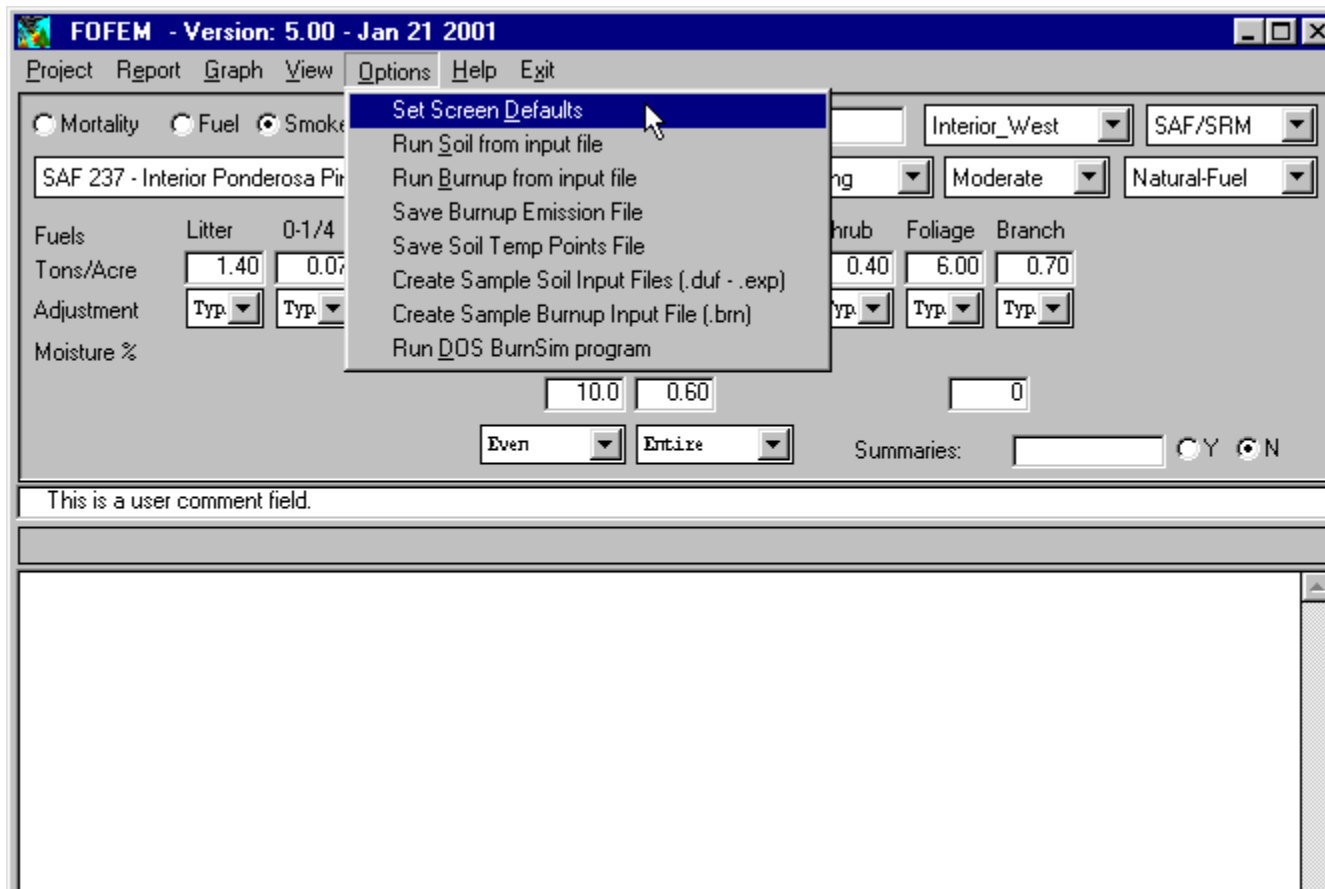 FOFEM - Version: 5.00 - Jan 21 2001
Project Report Graph View Options Help Exit
Set Screen Defaults
Run Soil from input file
Run Burnup from input file
Save Burnup Emission File
Save Soil Temp Points File
Create Sample Soil Input Files (.duf - .exp)
Create Sample Burnup Input File (.brn)
Run DOS BurnSim program
Mortality Fuel Smoke Interior_West SAF/SRM
SAF 237 - Interior Ponderosa Moderate Natural-Fuel
Fuels Litter 0-1/4 Foliage Branch
Tons/Acre 1.40 0.07 0.40 6.00 0.70
Adjustment Typ. Typ. Typ. Typ.
Moisture %
10.0 0.60 0
Even Entire Summaries: Y N
This is a user comment field.